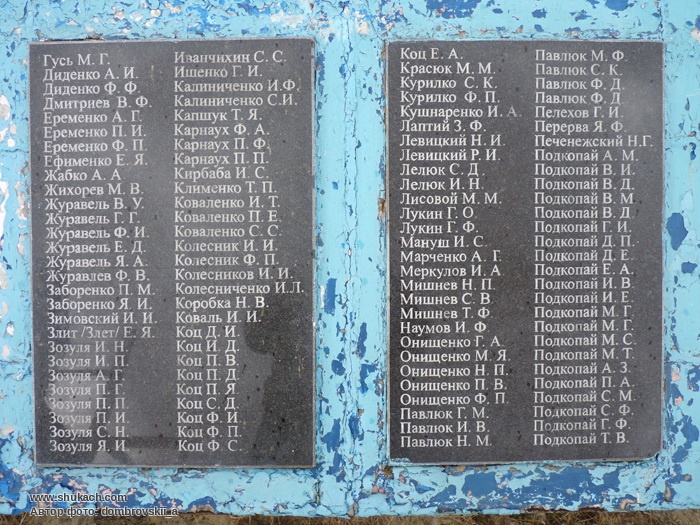 Гусь М. Г.
Диденко А. И.
Диденко Ф. Ф.
Дмитриев В. Ф.
Еременко А. Г.
Еременко П. И.
Еременко Ф. П.
Ефименко Е. Я.
Жабко А. А
Жихорев М. В.
Журавель В. У.
Журавель Г. Г.
Журавель Ф. И.
Журавель Е. Д.
Журавель Я. А.
Журавлев Ф. В.
Заборенко П. М.
Заборенко Я. И.
Зимовский И. И.
Злит /Злет/ Е. Я.
Зозуля И. Н.
Зозуля И. П.
Зозуля А. Г.
Зозуля П. Г.
Зозуля П. П.
Зозуля П. И.
Зозуля С. Н.
Зозуля Я. И.
Иванчихин С. С.
Ищенко Г. И.
Калиниченко И.Ф.
Калиниченко С.И.
Капшук Т. Я.
Карнаух Ф. А.
Карнаух П. Ф.
Карнаух П. П.
Кирбаба И. С.
Клименко Т. П.
Коваленко И. Т.
Коваленко П. Е.
Коваленко С. С.
Колесник И. И.
Колесник Ф. П.
Колесников И. И.
Колесниченко И.Л.
Коробка Н. В.
Коваль И. И.
Коц Д. И.
Коц И. Д.
Коц П. В.
Коц П. Д.
Коц П. Я
Коц С. Д.
Коц Ф. И.
Коц Ф. П.
Коц Ф. С.
Коц Е. А.
Красюк М. М.
Курилко С. К.
Курилко Ф. П.
Кушнаренко И. А.
Лаптий З. Ф.
Левицкий Н. И.
Левицкий Р. И.
Лелюк С. Д.
Лелюк И. Н.
Лисовой М. М.
Лукин Г. О.
Лукин Г. Ф.
Мануш И. С.
Марченко А. Г.
Меркулов И. А
Мишнев Н. П.
Мишнев С. В.
Мишнев Т. Ф.
Наумов И. Ф.
Онищенко Г. А.
Онищенко М. Я.
Онищенко Н. П.
Онищенко П. В.
Онищенко Ф. П.
Павлюк Г. М.
Павлюк И. В.
Павлюк Н. М.
Павлюк М. Ф.
Павлюк С. К.
Павлюк Ф. Д.
Павлюк Ф. Д
Пелехов Г. И.
Перерва Я. Ф.
Печенежский Н.Г.
Подкопай А. М.
Подкопай В. И.
Подкопай В. Д.
Подкопай В. М.
Подкопай В. Д.
Подкопай Г. И.
Подкопай Д. П.
Подкопай Д. Е.
Подкопай Е. А.
Подкопай И. В.
Подкопай И. Е.
Подкопай М. Г.
Подкопай М. Г.
Подкопай М. С.
Подкопай М. Т.
Подкопай А. З.
Подкопай П. А.
Подкопай С. М.
Подкопай С. Ф.
Подкопай Г. Ф.
Подкопай Т. В.
www.shukach.com
Автор фото: dombrovskir_a